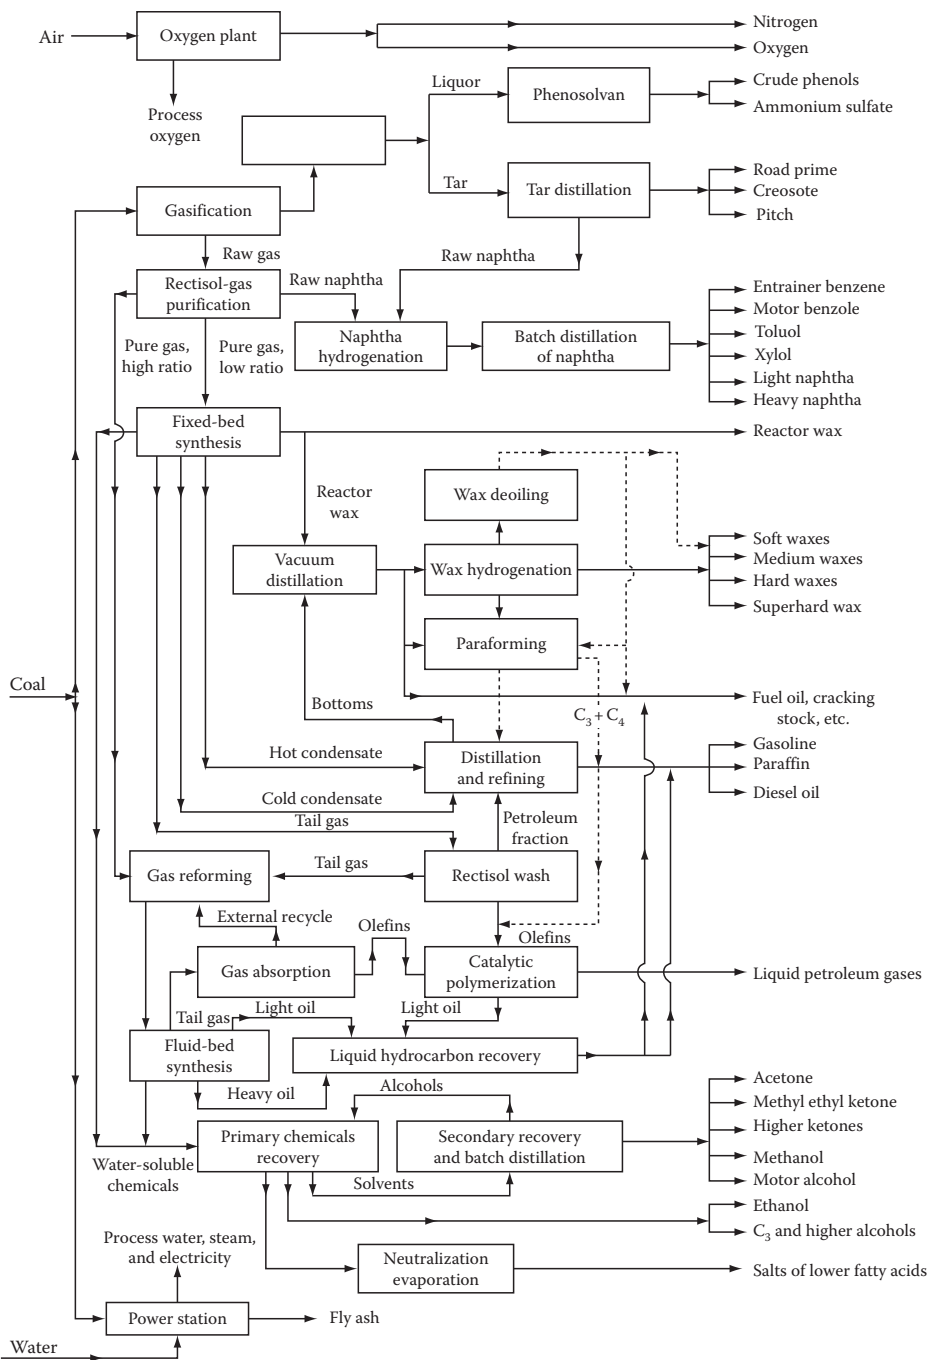 Air
Oxygen plant
Nitrogen
Oxygen
Process
oxygen
Liquor
Phenosolvan
Crude phenols
Ammonium sulfate
Tar
Tar distillation
Road prime
Creosote
Pitch
Gasification
Raw gas
Raw naphtha
Rectisol-gas
purification
Raw naphtha
Naphtha
hydrogenation
Batch distillation
of naphtha
Entrainer benzene
Motor benzole
Toluol
Xylol
Light naphtha
Heavy naphtha
Pure gas,
high ratio
Pure gas,
low ratio
Fixed-bed
synthesis
Reactor wax
Reactor
wax
Wax deoiling
Vacuum
distillation
Wax hydrogenation
Soft waxes
Medium waxes
Hard waxes
Superhard wax
Paraforming
Coal
Bottoms
C3 + C4
Fuel oil, cracking
stock, etc.
Hot condensate
Distillation
and refining
Gasoline
Paraffin
Diesel oil
Cold condensate
Tail gas
Petroleum
fraction
Gas reforming
Tail gas
Rectisol wash
External recycle
Olefins
Olefins
Gas absorption
Catalytic
polymerization
Liquid petroleum gases
Tail gas
Light oil
Light oil
Fluid-bed
synthesis
Liquid hydrocarbon recovery
Heavy oil
Alcohols
Primary chemicals
recovery
Secondary recovery
and batch distillation
Acetone
Methyl ethyl ketone
Higher ketones
Methanol
Motor alcohol
Water-soluble
chemicals
Solvents
Ethanol
C3 and higher alcohols
Process water, steam,
and electricity
Neutralization
evaporation
Salts of lower fatty acids
Power station
Fly ash
Water